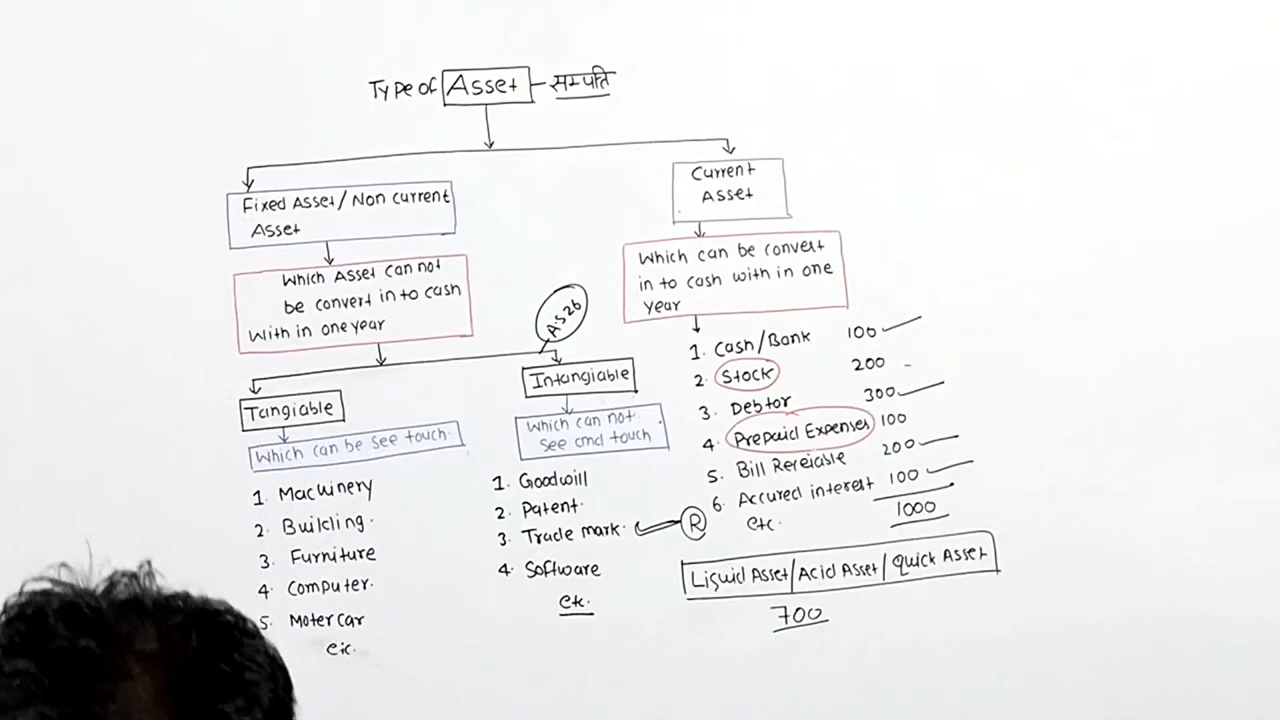 Type of Asset - सम्पति
Fixed Asset / Non current
Asset
Which Asset can not
be convert in to cash
With in one year
Current
Asset
Which can be convert
in to cash with in one
year
A.S 26
Tangiable
Which can be see touch.
1. Machinery
2. Building.
3. Furniture
4. Computer.
5. Moter car
etc.
Intangiable
Which can not.
See and touch
1. Goodwill
2. Patent.
3. Trade mark. R
4. Software
etc.
1. Cash/Bank 100
2. Stock 200
3. Debtor 300
4. Prepaid Expenses 100
5. Bill Rereiable 200
6. Accured interest 100
etc. 1000
Liquid Asset/Acid Asset/Quick Asset
700